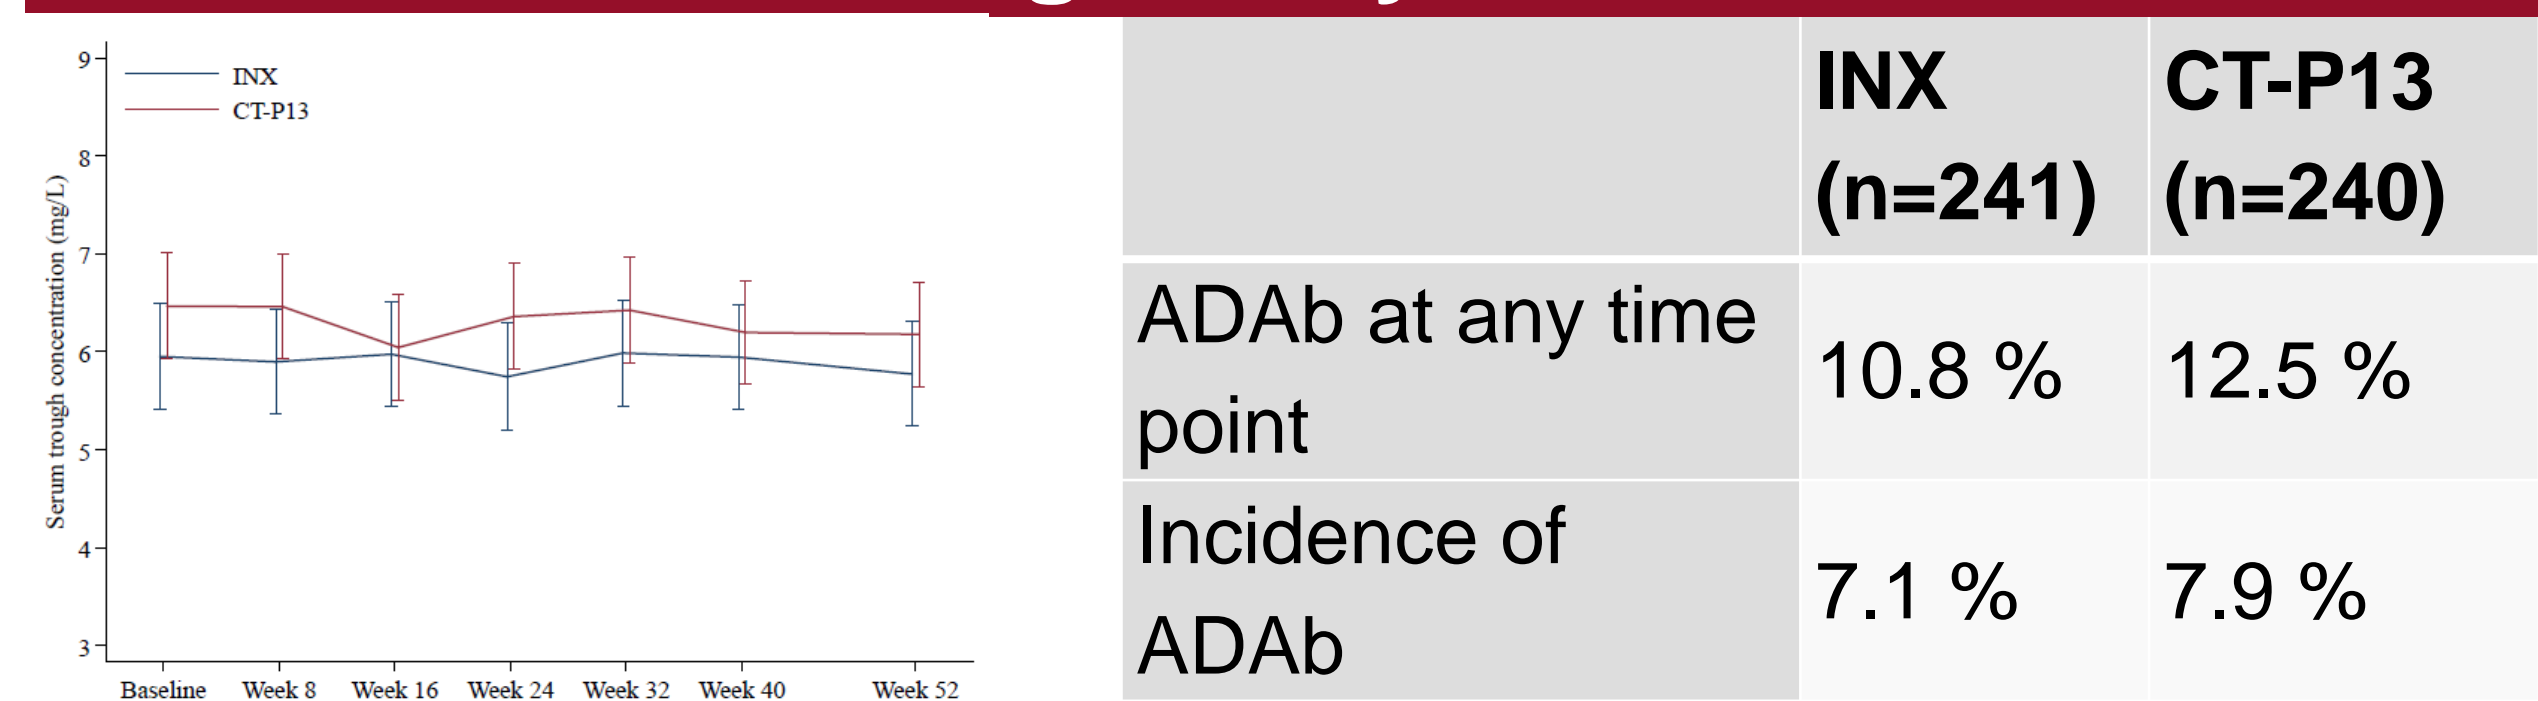 9
INX
CT-P13
8
7
6
5
4
3
Serum trough concentration (mg/L)
Baseline Week 8 Week 16 Week 24 Week 32 Week 40 Week 52
INX CT-P13
(n=241) (n=240)
ADAb at any time
point
10.8 % 12.5 %
Incidence of
ADAb
7.1 % 7.9 %